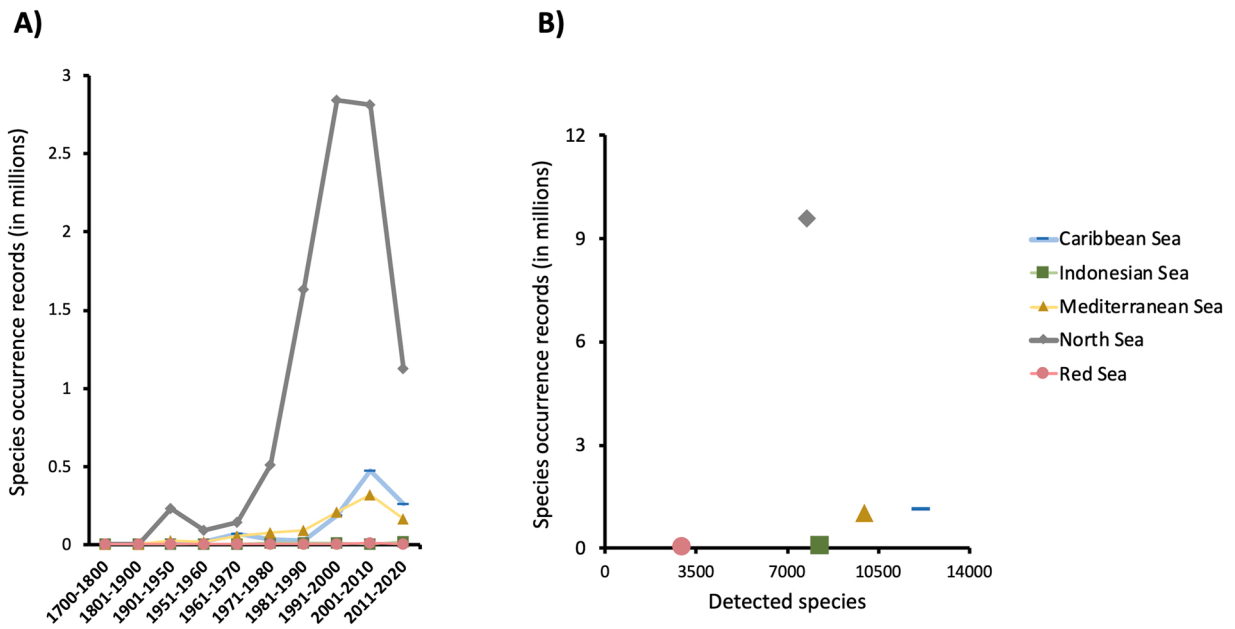 A)
Species occurrence records (in millions)
3
2.5
2
1.5
1
0.5
0
1700-1800
1801-1900
1901-1950
1951-1960
1961-1970
1971-1980
1981-1990
1991-2000
2001-2010
2011-2020
B)
Species occurrence records (in millions)
12
9
6
3
0
0
3500
7000
10500
14000
Detected species
Caribbean Sea
Indonesian Sea
Mediterranean Sea
North Sea
Red Sea